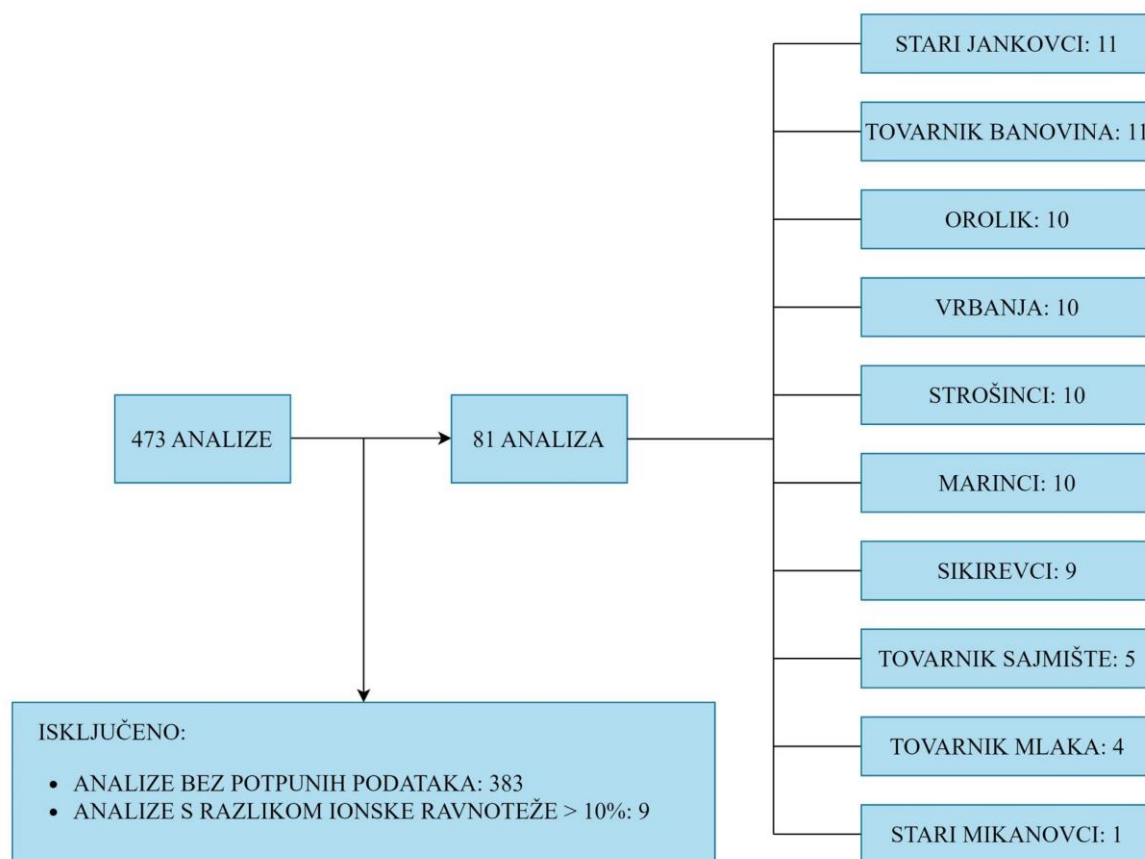 STARI JANKOVCI: 11
TOVARNIK BANOVINA: 11
OROLIK: 10
VRBANJA: 10
STROŠINCI: 10
473 ANALIZE
81 ANALIZA
MARINCI: 10
SIKIREVCI: 9
TOVARNIK SAJMIŠTE: 5
ISKLJUČENO:
• ANALIZE BEZ POTPUNIH PODATAKA: 383
• ANALIZE S RAZLIKOM IONSKE RAVNOTEŽE > 10%: 9
TOVARNIK MLAKA: 4
STARI MIKANOVCI: 1